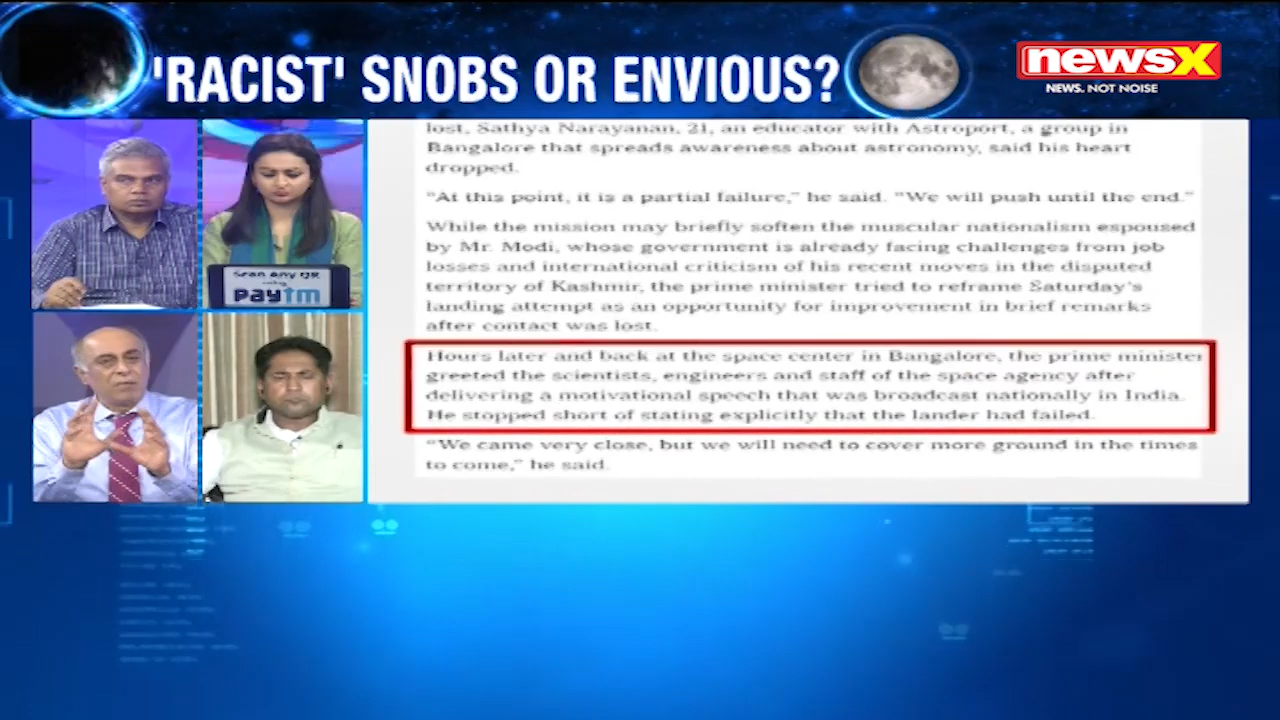 'RACIST' SNOBS OR ENVIOUS?
newsX
NEWS. NOT NOISE
Scan any QR
using
paytm
lost, Sathya Narayanan, 21, an educator with Astroport, a group in
Bangalore that spreads awareness about astronomy, said his heart
dropped.
“At this point, it is a partial failure,” he said. “We will push until the end.”
While the mission may briefly soften the muscular nationalism espoused
by Mr. Modi, whose government is already facing challenges from job
losses and international criticism of his recent moves in the disputed
territory of Kashmir, the prime minister tried to reframe Saturday's
landing attempt as an opportunity for improvement in brief remarks
after contact was lost.
Hours later and back at the space center in Bangalore, the prime minister
greeted the scientists, engineers and staff of the space agency after
delivering a motivational speech that was broadcast nationally in India.
He stopped short of stating explicitly that the lander had failed.
“We came very close, but we will need to cover more ground in the times
to come,” he said.